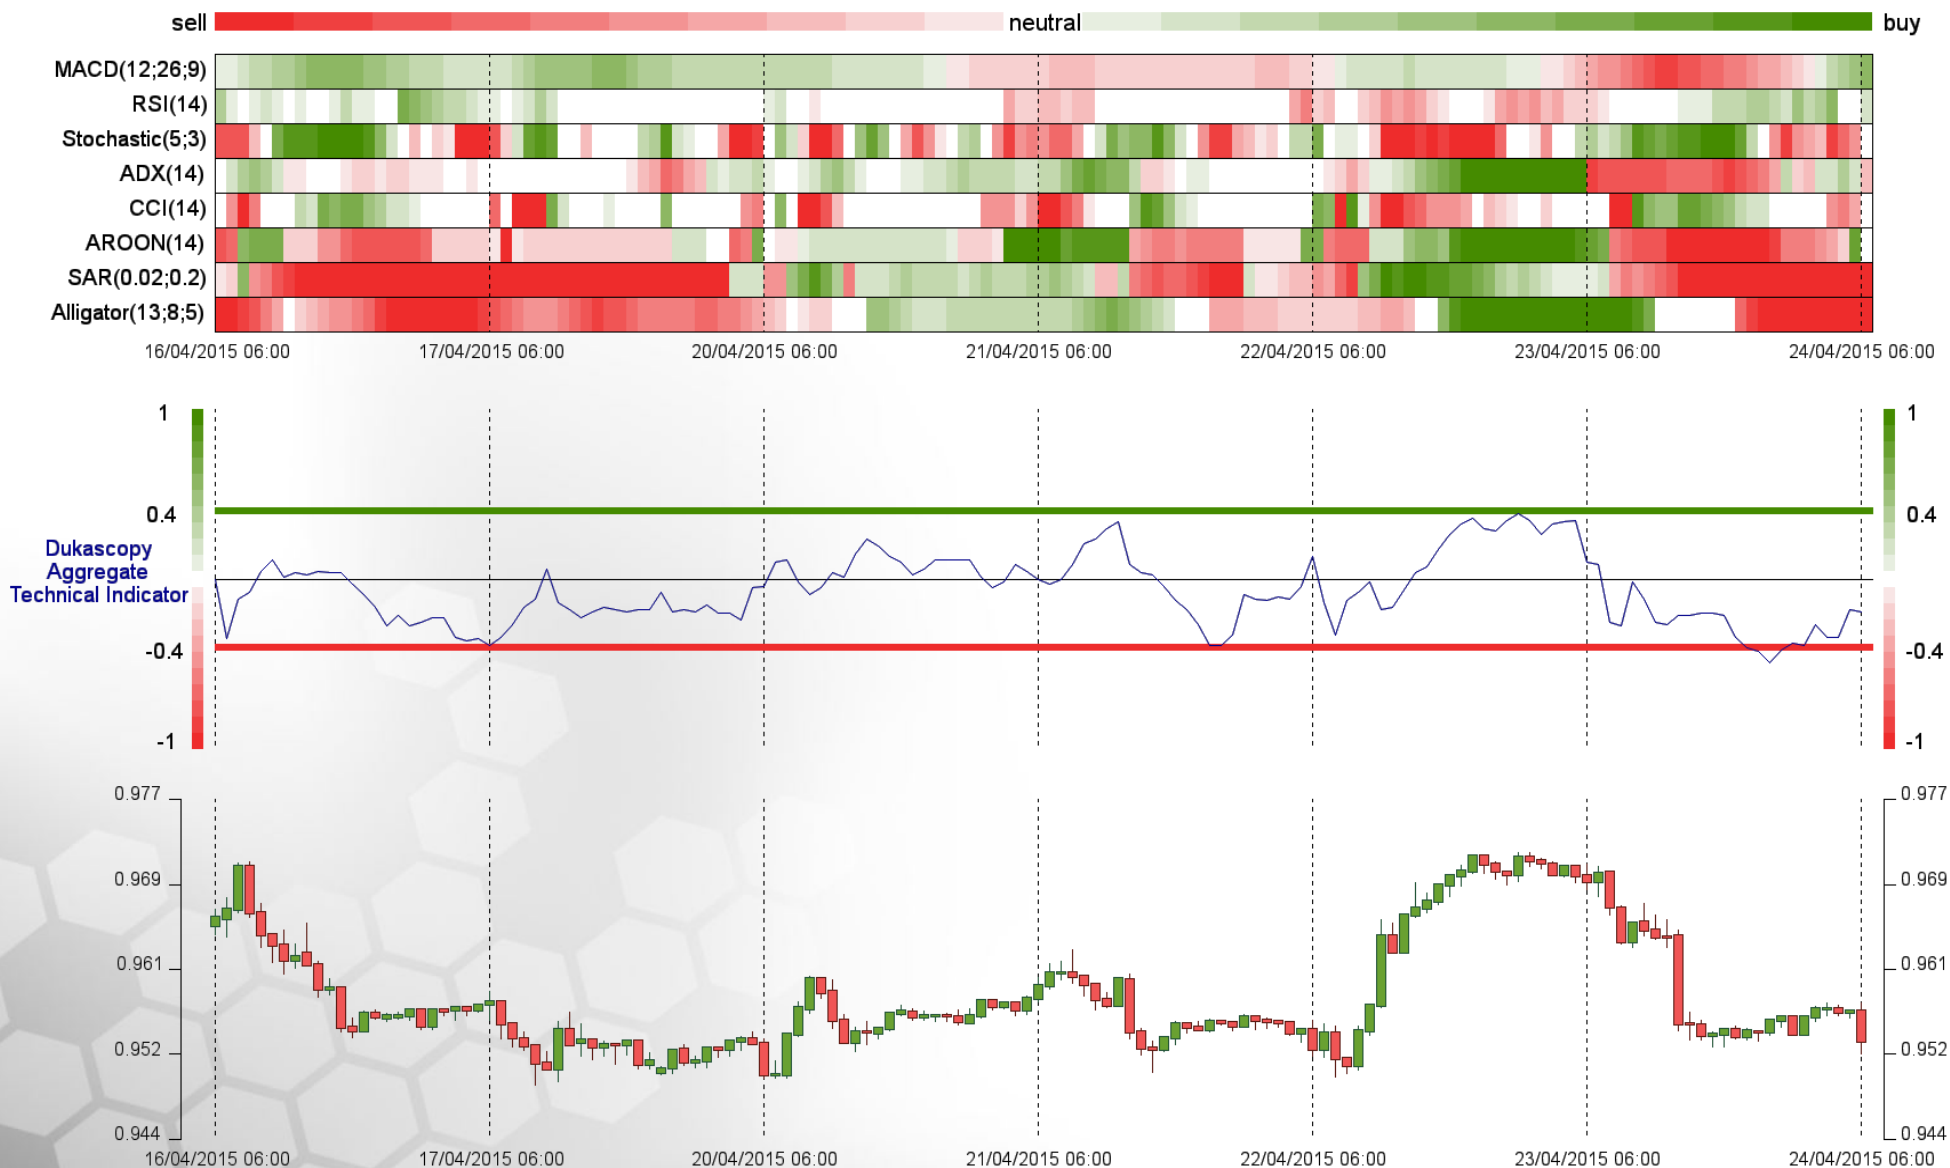 sell neutral buy
MACD(12;26;9)
RSI(14)
Stochastic(5;3)
ADX(14)
CCI(14)
AROON(14)
SAR(0.02;0.2)
Alligator(13;8;5)
16/04/2015 06:00 17/04/2015 06:00 20/04/2015 06:00 21/04/2015 06:00 22/04/2015 06:00 23/04/2015 06:00 24/04/2015 06:00
1 1
0.4 0.4
Dukascopy
Aggregate
Technical Indicator
-0.4 -0.4
-1 -1
0.977 0.977
0.969 0.969
0.961 0.961
0.952 0.952
0.944 0.944
16/04/2015 06:00 17/04/2015 06:00 20/04/2015 06:00 21/04/2015 06:00 22/04/2015 06:00 23/04/2015 06:00 24/04/2015 06:00